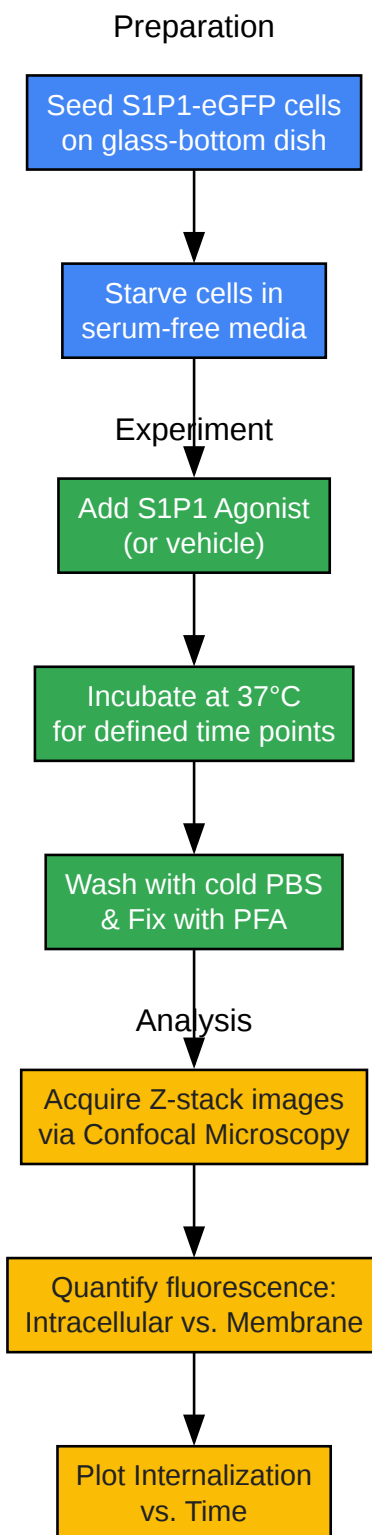 Preparation
Seed S1P1-eGFP cells
on glass-bottom dish
Starve cells in
serum-free media
Experiment
Add S1P1 Agonist
(or vehicle)
Incubate at 37°C
for defined time points
Wash with cold PBS
& Fix with PFA
Analysis
Acquire Z-stack images
via Confocal Microscopy
Quantify fluorescence:
Intracellular vs. Membrane
Plot Internalization
vs. Time